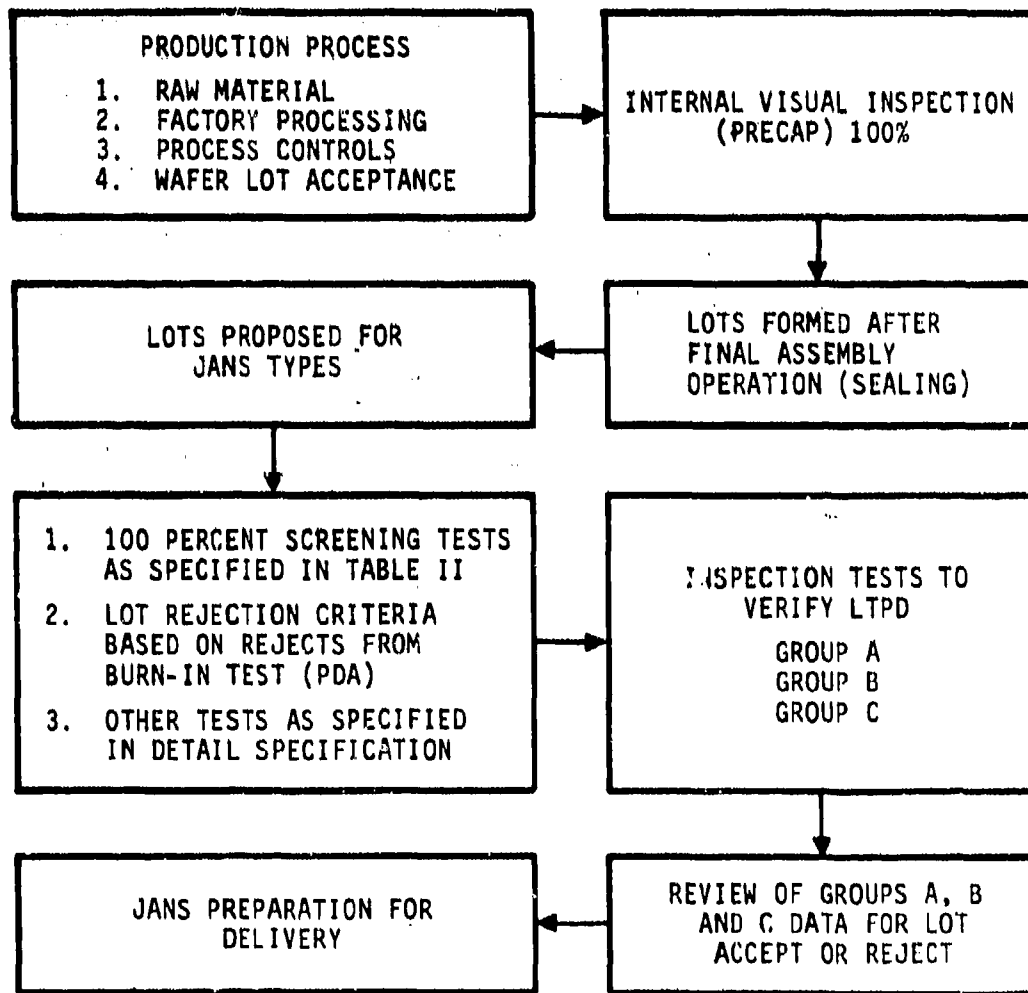 PRODUCTION PROCESS
1. RAW MATERIAL
2. FACTORY PROCESSING
3. PROCESS CONTROLS
4. WAFER LOT ACCEPTANCE
INTERNAL VISUAL INSPECTION
(PRECAP) 100%
LOTS FORMED AFTER
FINAL ASSEMBLY
OPERATION (SEALING)
LOTS PROPOSED FOR
JANS TYPES
1. 100 PERCENT SCREENING TESTS
AS SPECIFIED IN TABLE II
2. LOT REJECTION CRITERIA
BASED ON REJECTS FROM
BURN-IN TEST (PDA)
3. OTHER TESTS AS SPECIFIED
IN DETAIL SPECIFICATION
INSPECTION TESTS TO
VERIFY LTPD
GROUP A
GROUP B
GROUP C
REVIEW OF GROUPS A, B
AND C DATA FOR LOT
ACCEPT OR REJECT
JANS PREPARATION FOR
DELIVERY